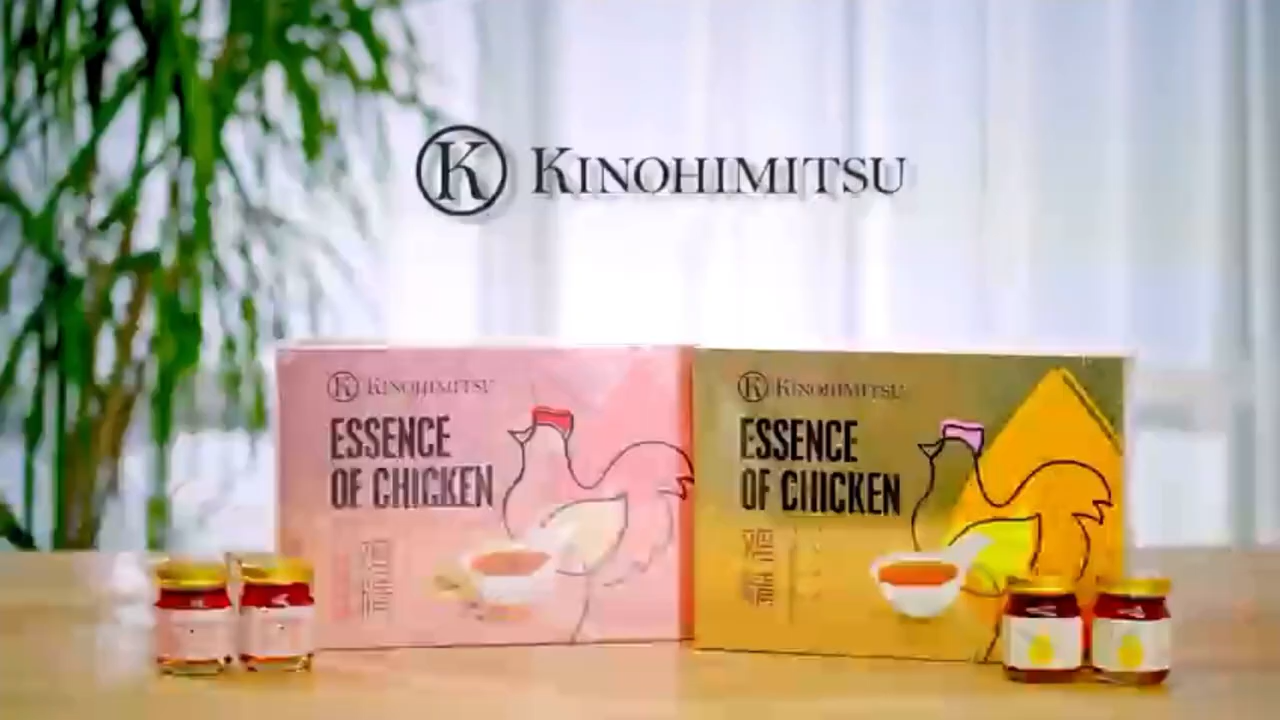 K KINOHIMITSU
K KINOHIMITSU
ESSENCE
OF CHICKEN
K KINOHIMITSU
ESSENCE
OF CHICKEN